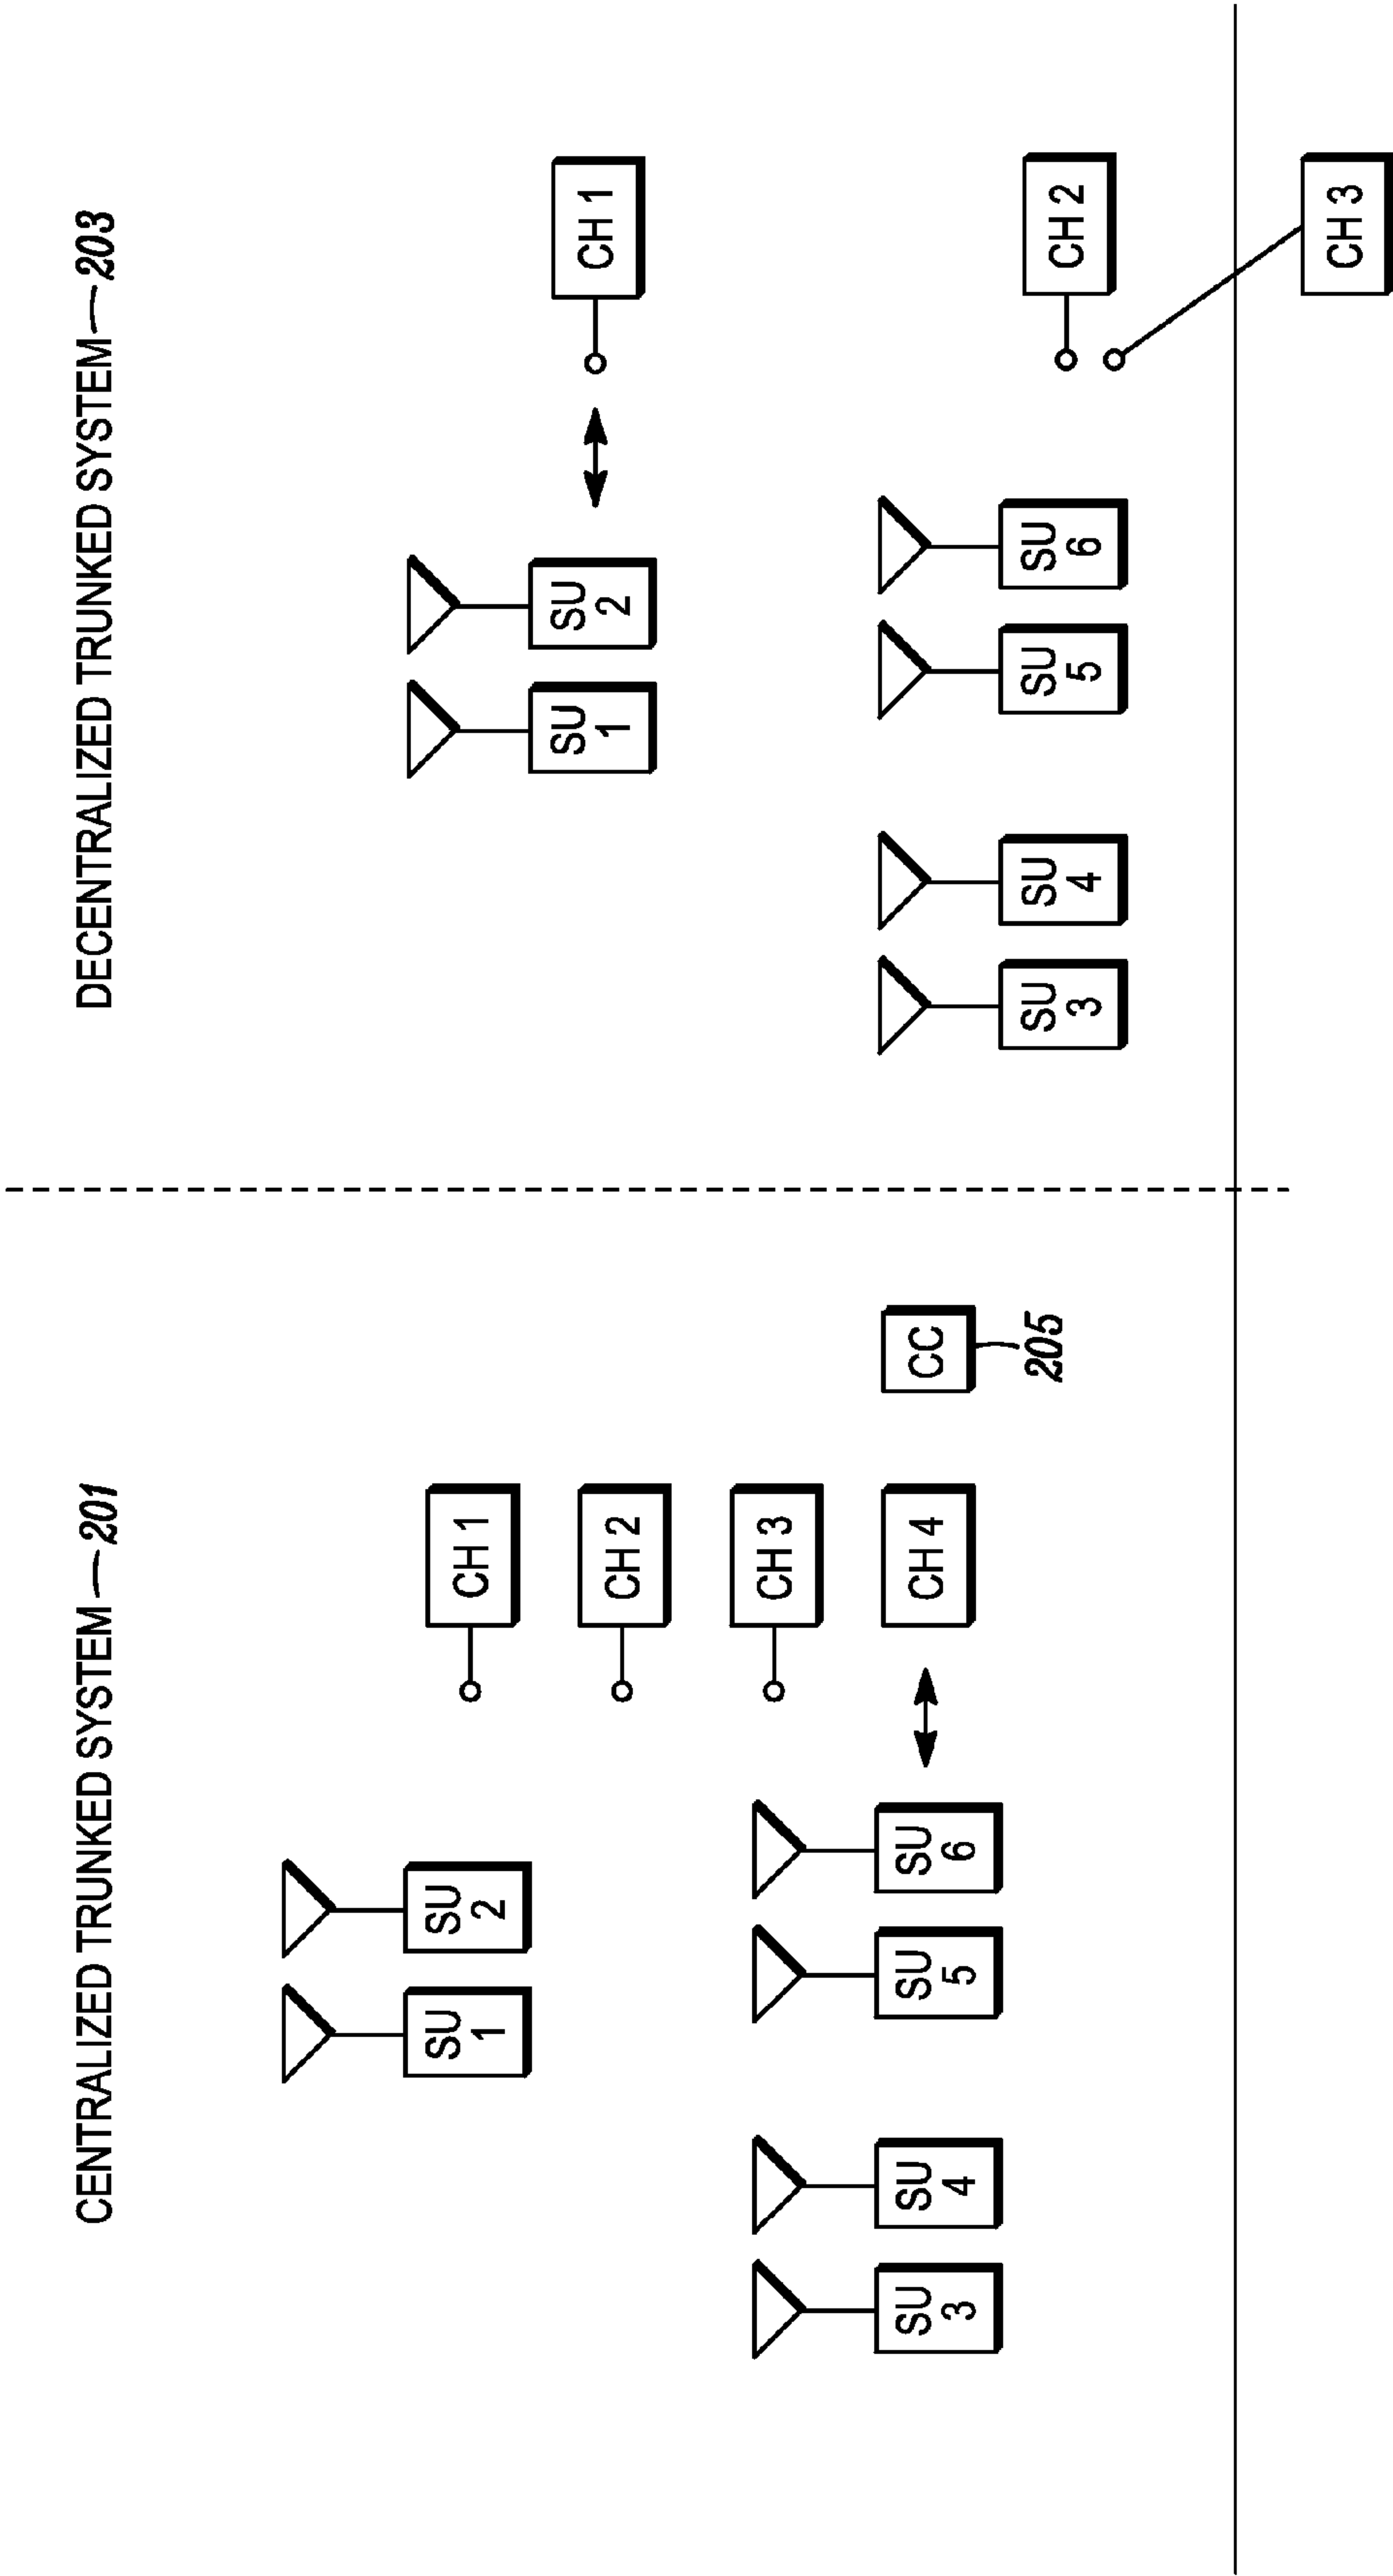 CENTRALIZED TRUNKED SYSTEM 201
SU 1
SU 2
CH 1
CH 2
CH 3
SU 3
SU 4
SU 5
SU 6
CH 4
CC
205
DECENTRALIZED TRUNKED SYSTEM 203
SU 1
SU 2
CH 1
SU 3
SU 4
SU 5
SU 6
CH 2
CH 3